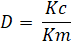 D = Kc / Km